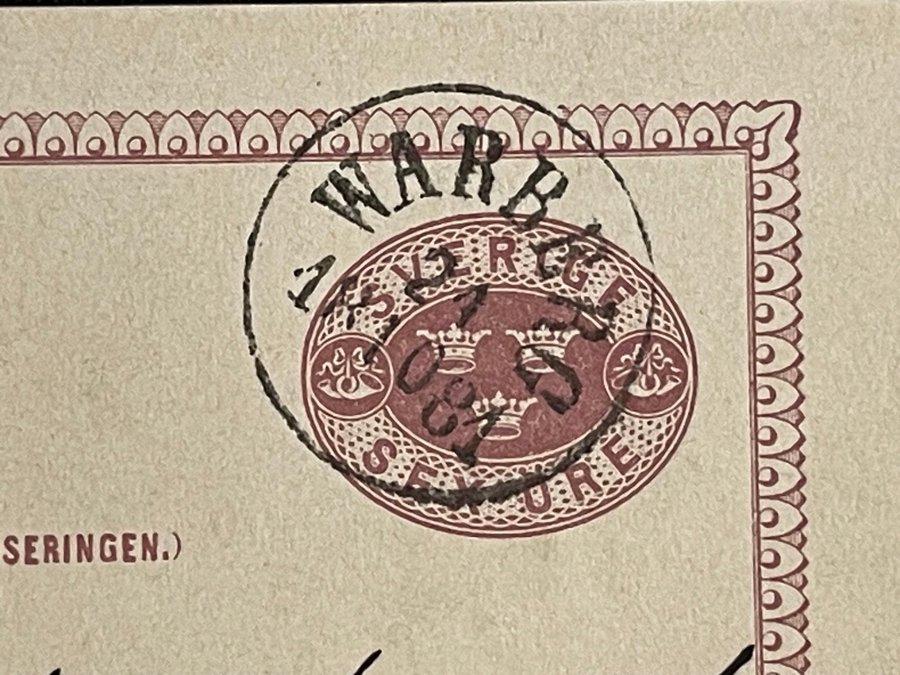 WARBERG
SVERIGE
SEX ÖRE
SERINGEN.)